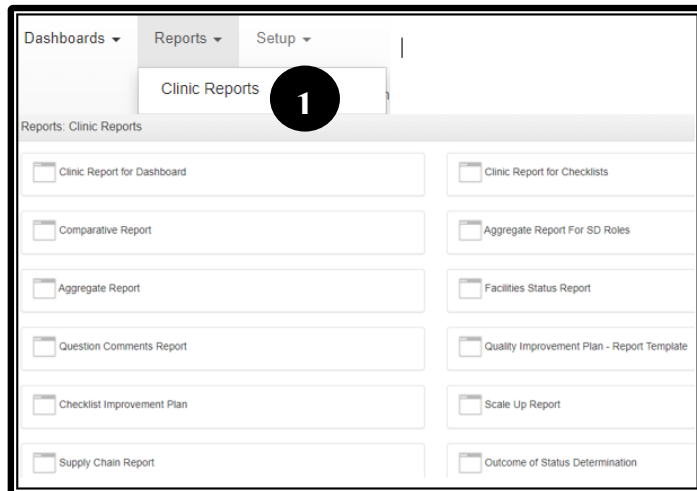 Dashboards Reports Setup
Clinic Reports
1
Reports: Clinic Reports
Clinic Report for Dashboard
Clinic Report for Checklists
Comparative Report
Aggregate Report For SD Roles
Aggregate Report
Facilities Status Report
Question Comments Report
Quality Improvement Plan - Report Template
Checklist Improvement Plan
Scale Up Report
Supply Chain Report
Outcome of Status Determination